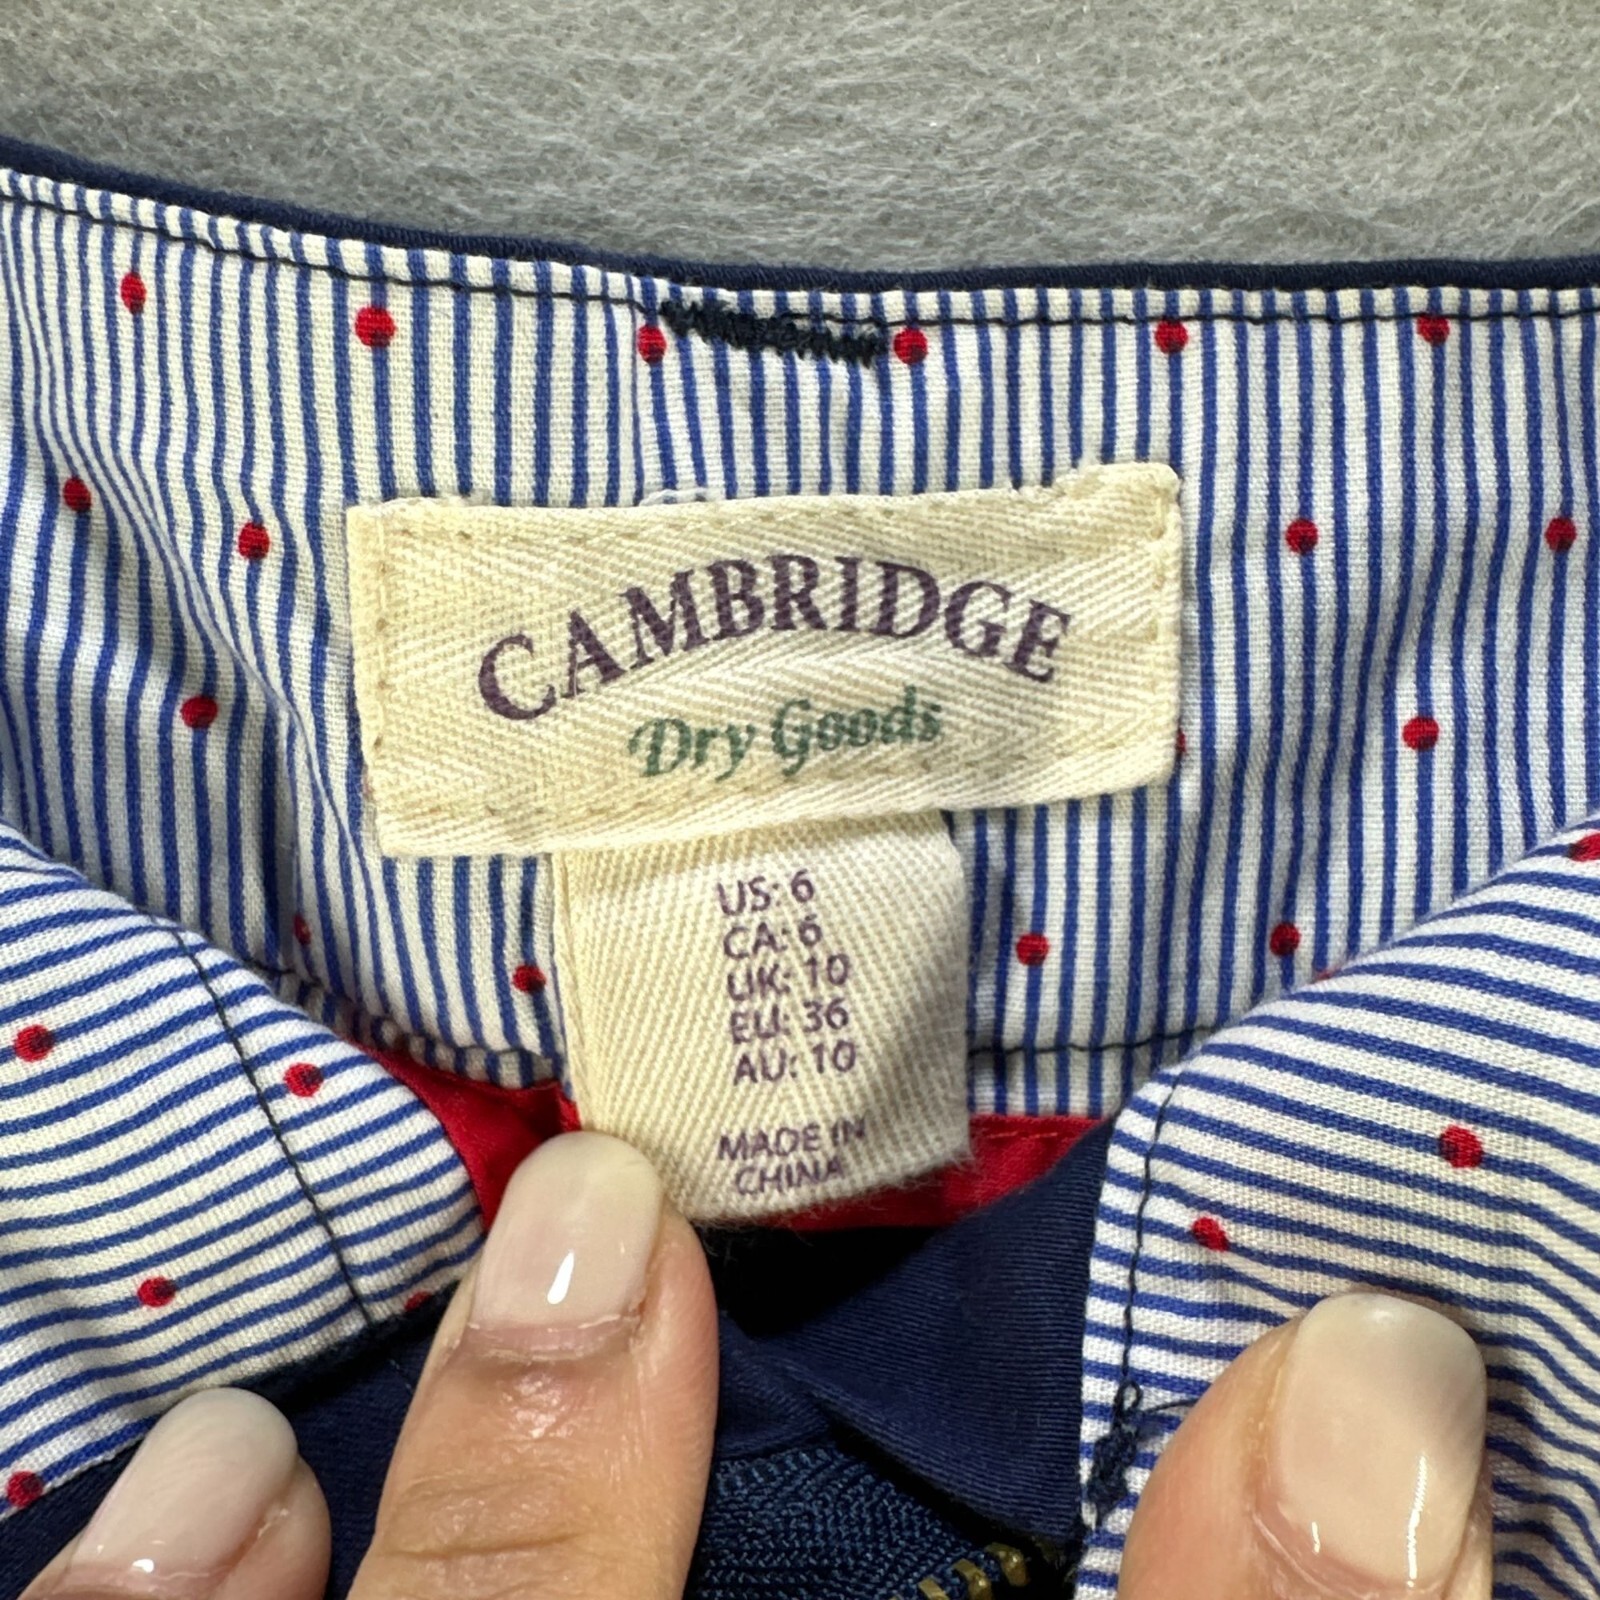 CAMBRIDGE
Dry Goods
US: 6
CA: 6
UK: 10
EU: 36
AU: 10
MADE IN
CHINA